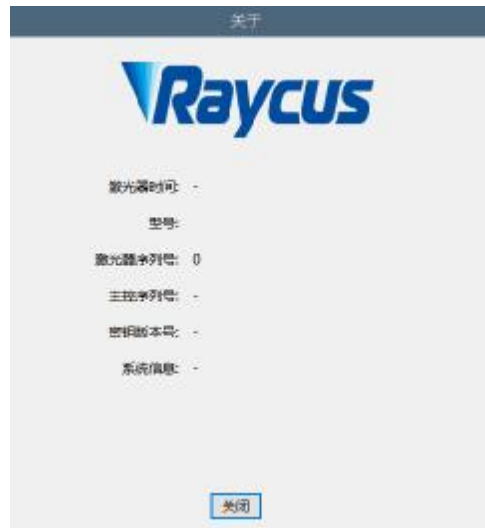 关于
Raycus
激光器时间: -
型号:
激光器序列号: 0
主控序列号: -
密钥版本号: -
系统信息: -
关闭